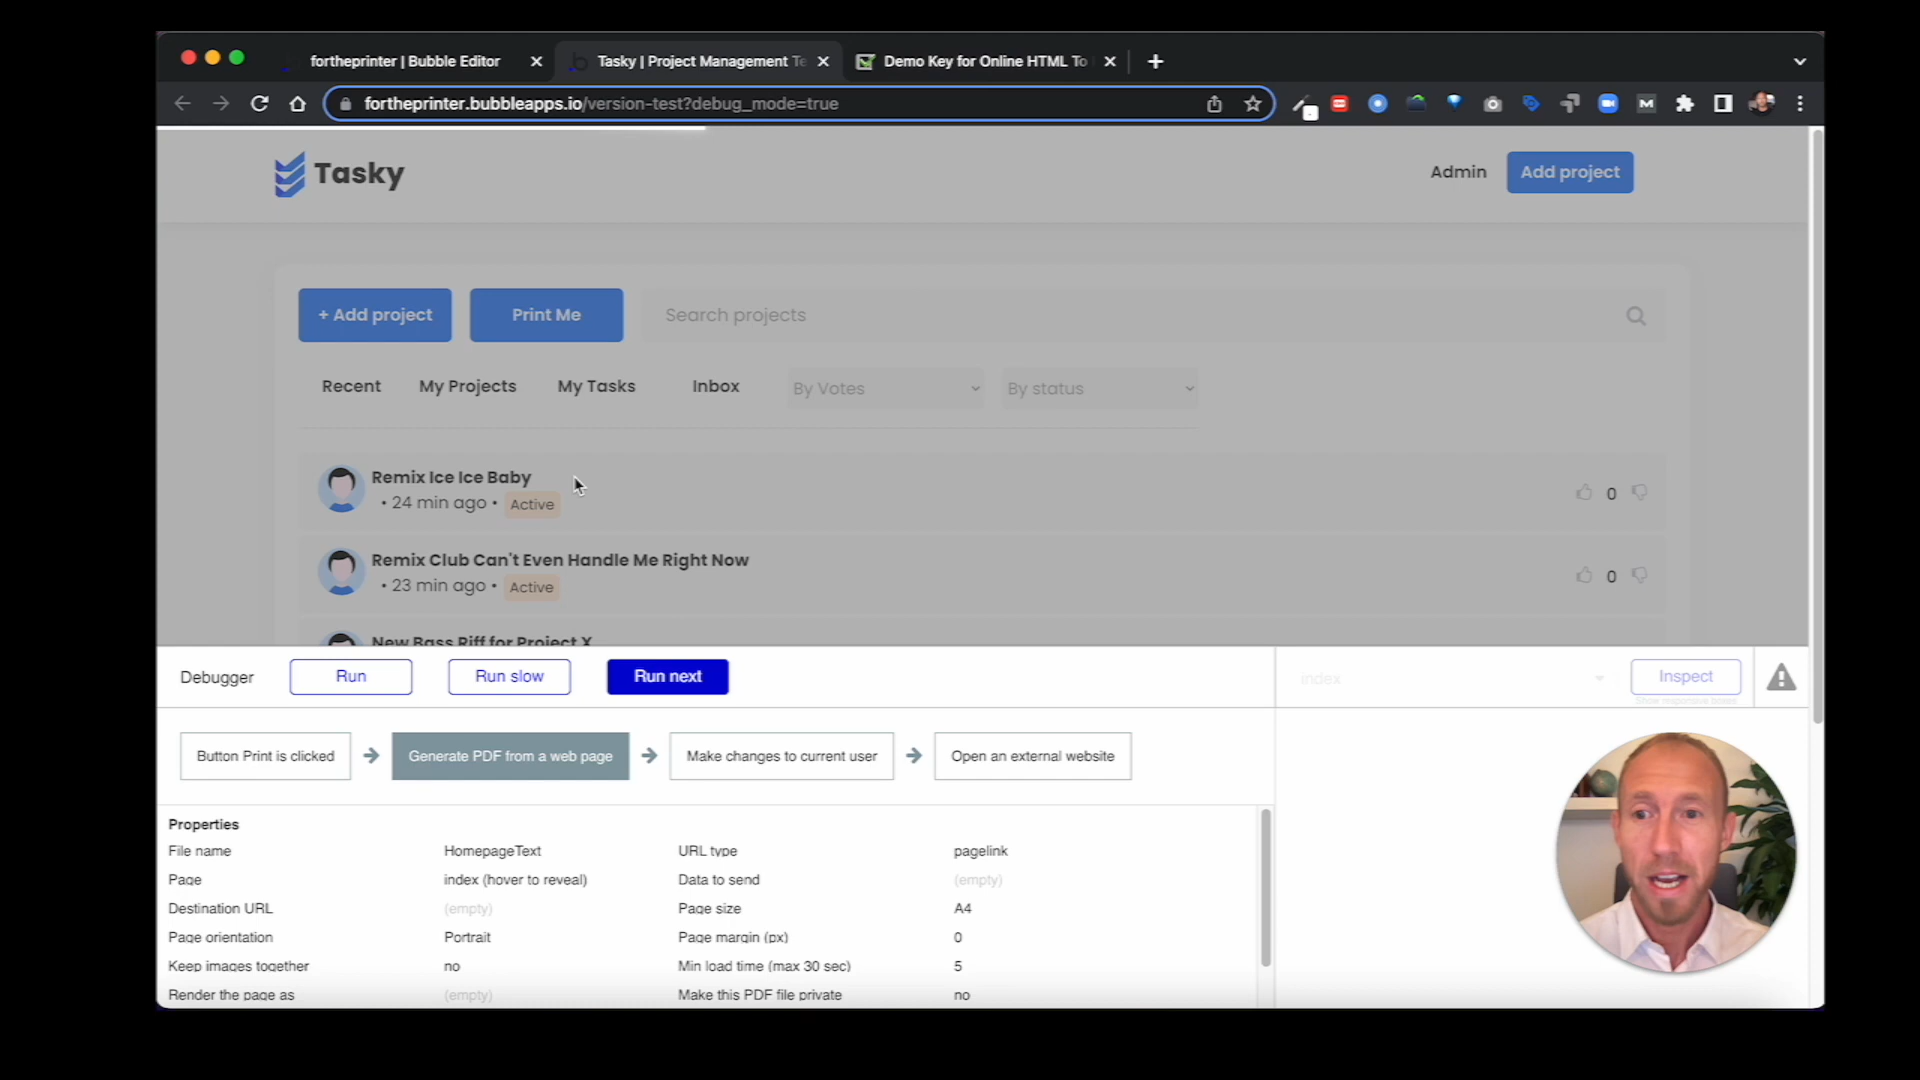 fortheprinter | Bubble Editor
Tasky | Project Management Te
Demo Key for Online HTML To
fortheprinter.bubbleapps.io/version-test?debug_mode=true
Tasky
Admin
Add project
+ Add project
Print Me
Search projects
Recent
My Projects
My Tasks
Inbox
By Votes
By status
Remix Ice Ice Baby
• 24 min ago •
Active
0
Remix Club Can't Even Handle Me Right Now
• 23 min ago •
Active
0
New Bass Riff for Project X
Debugger
Run
Run slow
Run next
index
Inspect
Show responsive boxes
Button Print is clicked
Generate PDF from a web page
Make changes to current user
Open an external website
Properties
File name HomepageText URL type pagelink
Page index (hover to reveal) Data to send (empty)
Destination URL (empty) Page size A4
Page orientation Portrait Page margin (px) 0
Keep images together no Min load time (max 30 sec) 5
Render the page as (empty) Make this PDF file private no